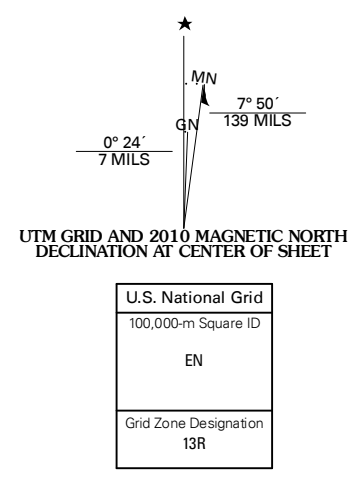 MN
7° 50´
139 MILS
GN
0° 24´
7 MILS
UTM GRID AND 2010 MAGNETIC NORTH
DECLINATION AT CENTER OF SHEET
U.S. National Grid
100,000-m Square ID
EN
Grid Zone Designation
13R